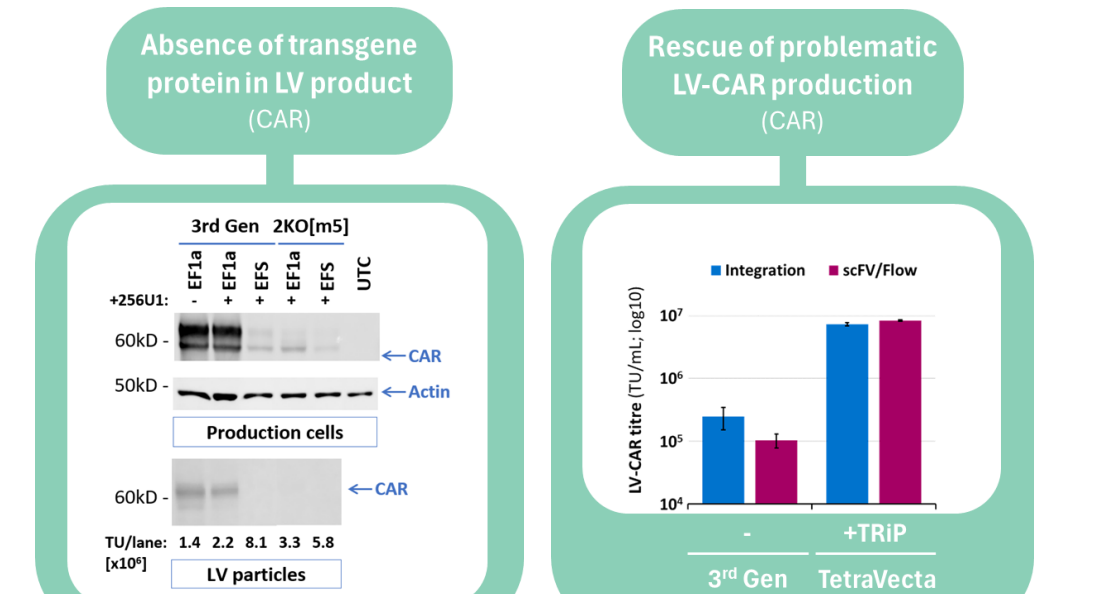 Absence of transgene
protein in LV product
(CAR)
3rd Gen 2KO[m5]
EF1a EF1a EFS EF1a EFS UTC
+256U1: - + + + +
60kD -
CAR
50kD -
Actin
Production cells
60kD -
CAR
TU/lane: 1.4 2.2 8.1 3.3 5.8
[x10⁶]
LV particles
Rescue of problematic
LV-CAR production
(CAR)
Integration scFV/Flow
LV-CAR titre (TU/mL; log10)
10⁷
10⁶
10⁵
10⁴
- +TRiP
3ʳᵈ Gen TetraVecta